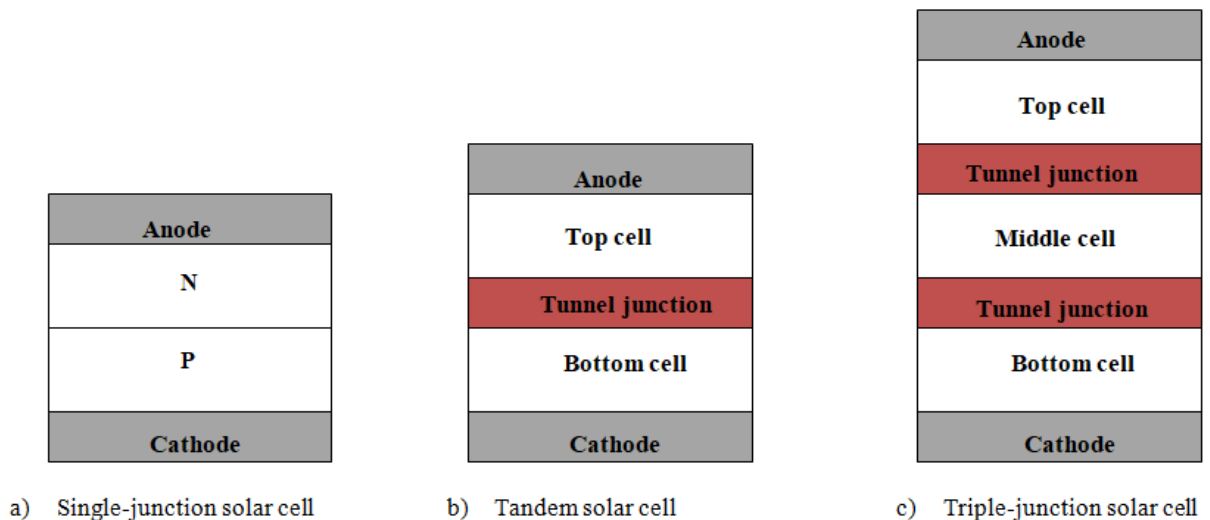 Anode
N
P
Cathode
a) Single-junction solar cell
Anode
Top cell
Tunnel junction
Bottom cell
Cathode
b) Tandem solar cell
Anode
Top cell
Tunnel junction
Middle cell
Tunnel junction
Bottom cell
Cathode
c) Triple-junction solar cell